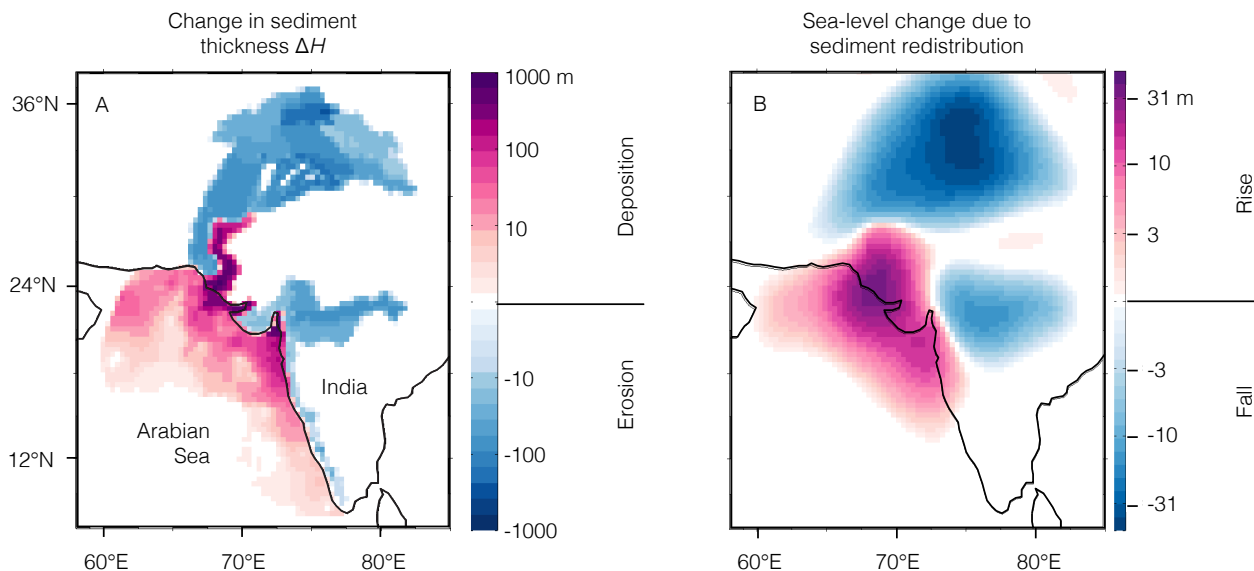 Change in sediment
thickness ΔH
A
36°N
24°N
12°N
60°E
70°E
80°E
India
Arabian
Sea
1000 m
100
10
-10
-100
-1000
Deposition
Erosion
Sea-level change due to
sediment redistribution
B
60°E
70°E
80°E
31 m
10
3
-3
-10
-31
Rise
Fall